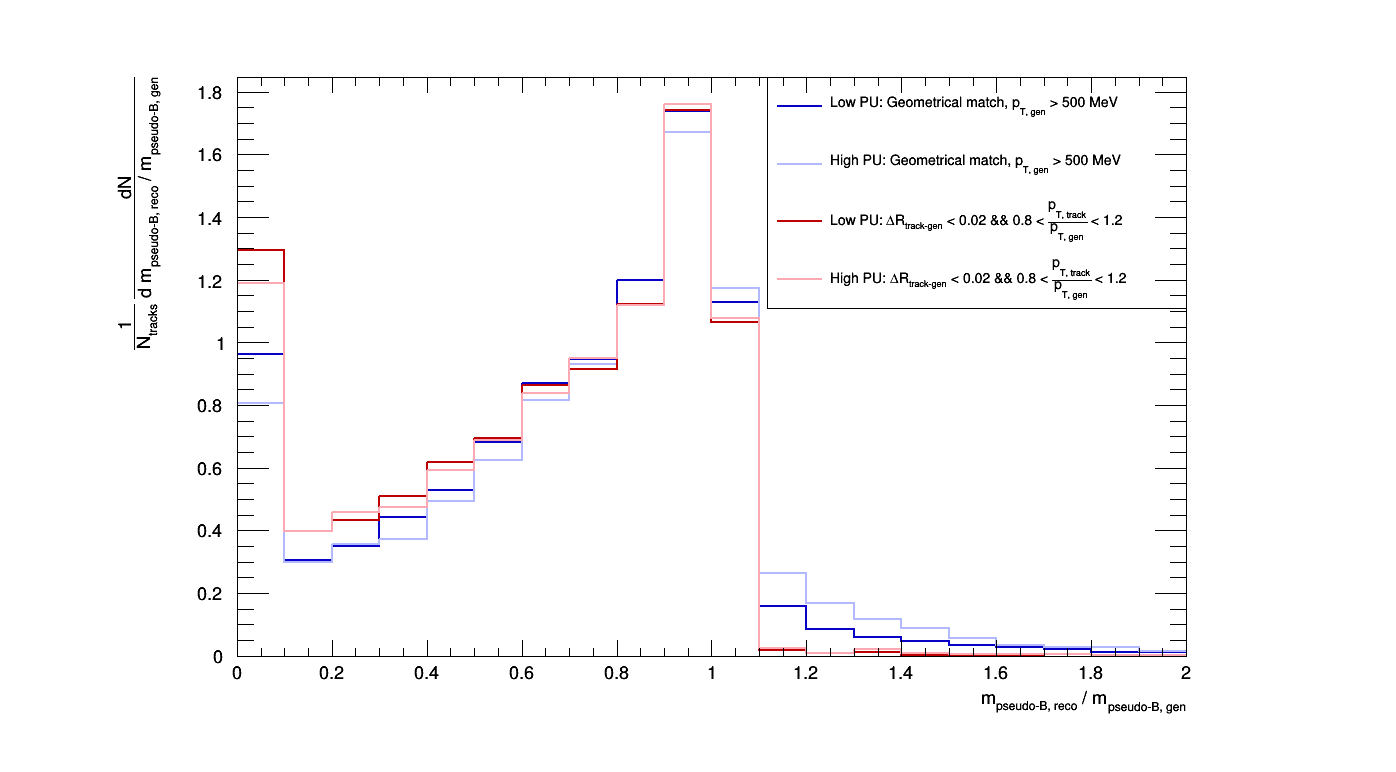 1 / N_tracks dN / d m_pseudo-B, reco / m_pseudo-B, gen
1.8
1.6
1.4
1.2
1
0.8
0.6
0.4
0.2
0
Low PU: Geometrical match, p_T, gen > 500 MeV
High PU: Geometrical match, p_T, gen > 500 MeV
Low PU: ΔR_track-gen < 0.02 && 0.8 < p_T, track / p_T, gen < 1.2
High PU: ΔR_track-gen < 0.02 && 0.8 < p_T, track / p_T, gen < 1.2
0 0.2 0.4 0.6 0.8 1 1.2 1.4 1.6 1.8 2
m_pseudo-B, reco / m_pseudo-B, gen